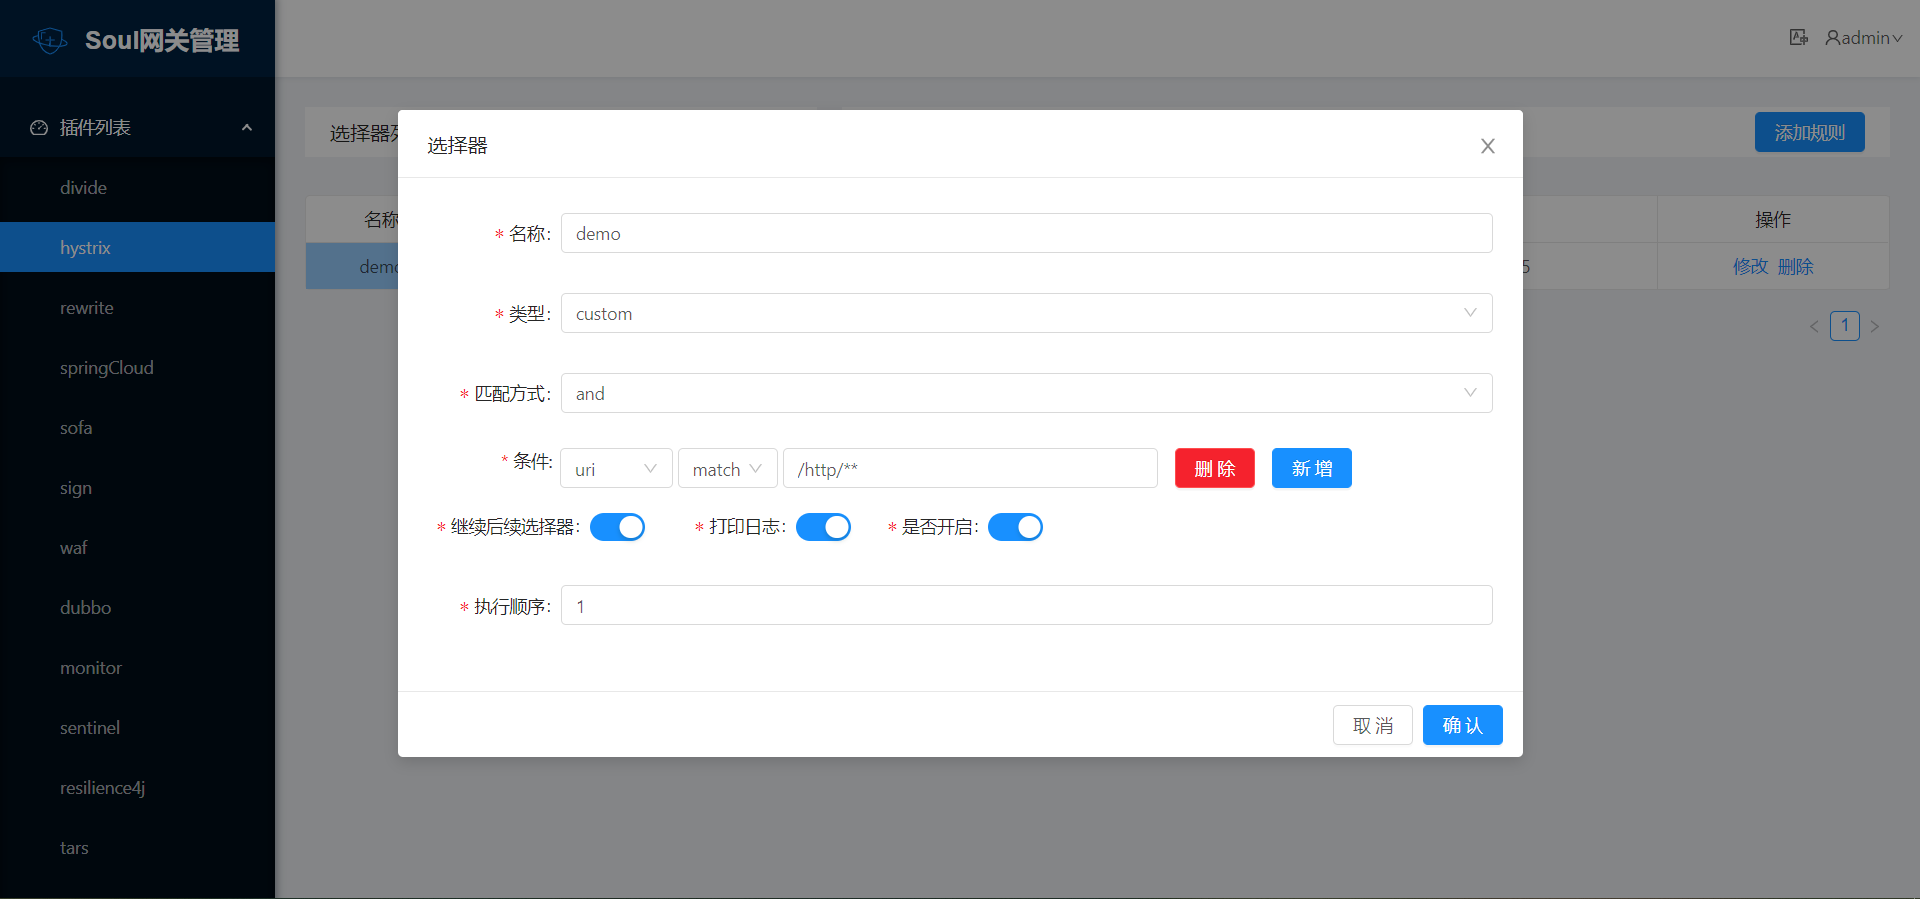 Soul网关管理
admin
插件列表
divide
hystrix
rewrite
springCloud
sofa
sign
waf
dubbo
monitor
sentinel
resilience4j
tars
选择器
添加规则
名称
操作
demo
5
修改 删除
1
选择器
* 名称: demo
* 类型: custom
* 匹配方式: and
* 条件: uri match /http/** 删除 新增
* 继续后续选择器: * 打印日志: * 是否开启:
* 执行顺序: 1
取消 确认